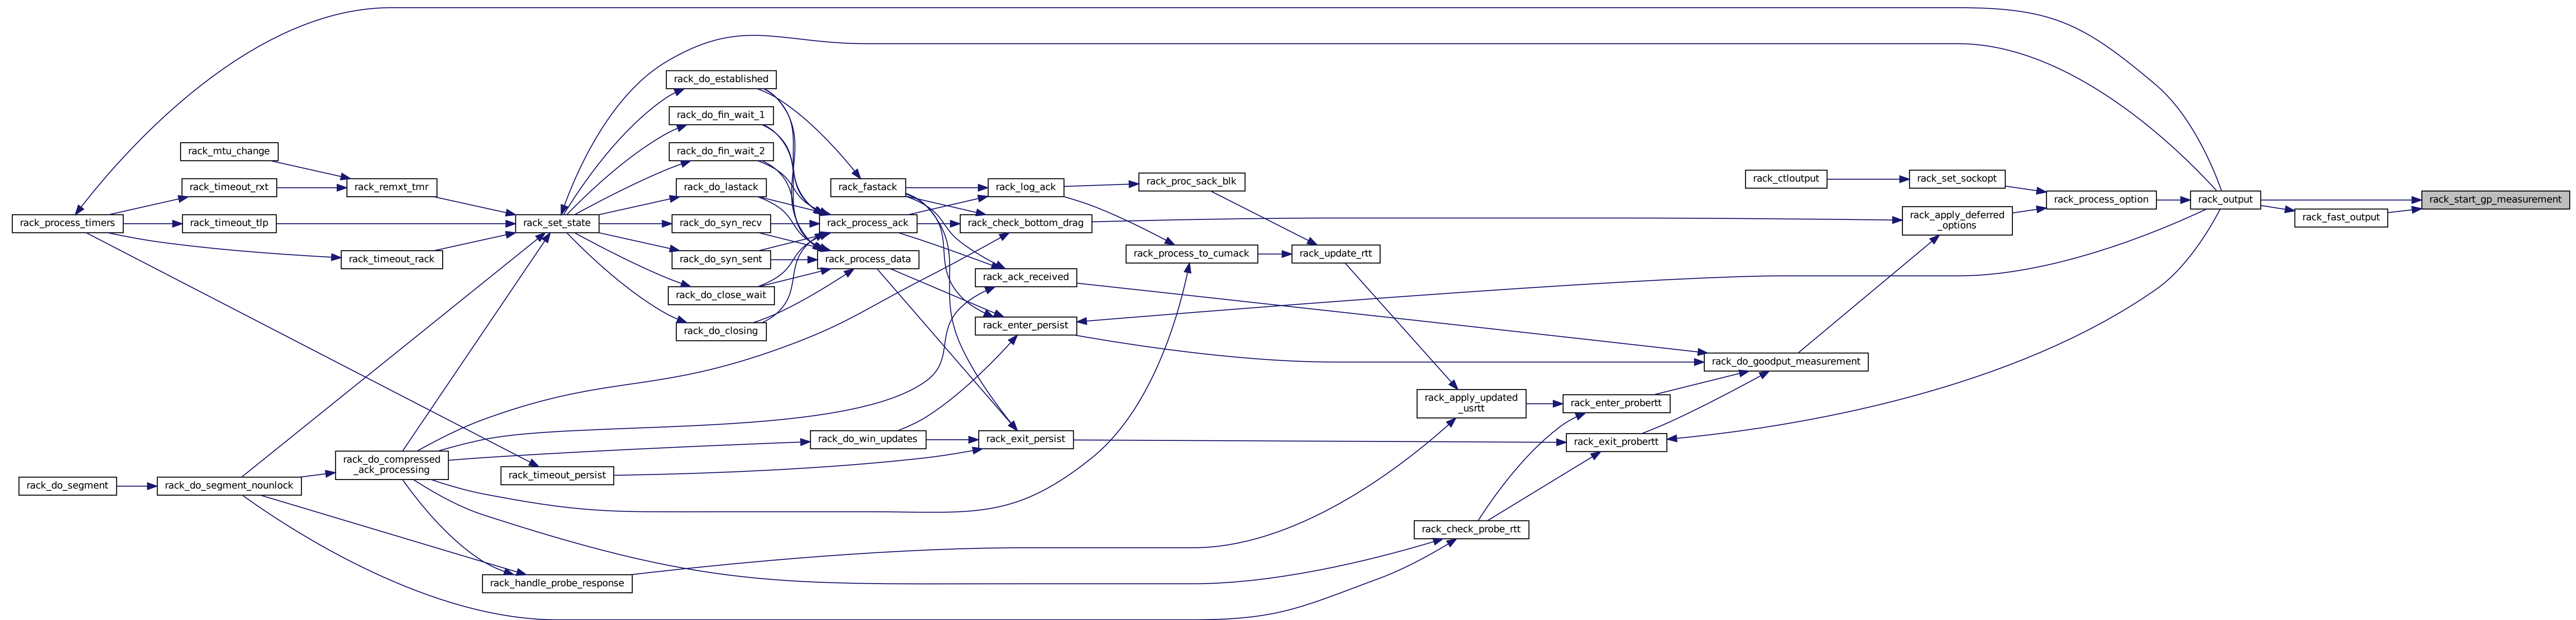 rack_do_established
rack_do_fin_wait_1
rack_mtu_change
rack_do_fin_wait_2
rack_timeout_rxt
rack_remxt_tmr
rack_do_lastack
rack_fastack
rack_log_ack
rack_proc_sack_blk
rack_ctloutput
rack_set_sockopt
rack_process_option
rack_output
rack_start_gp_measurement
rack_process_timers
rack_timeout_tlp
rack_set_state
rack_do_syn_recv
rack_process_ack
rack_check_bottom_drag
rack_apply_deferred
_options
rack_fast_output
rack_timeout_rack
rack_do_syn_sent
rack_process_data
rack_process_to_cumack
rack_update_rtt
rack_do_close_wait
rack_ack_received
rack_do_closing
rack_enter_persist
rack_do_goodput_measurement
rack_apply_updated
_usrtt
rack_enter_probertt
rack_do_win_updates
rack_exit_persist
rack_exit_probertt
rack_do_compressed
_ack_processing
rack_timeout_persist
rack_do_segment
rack_do_segment_nounlock
rack_check_probe_rtt
rack_handle_probe_response